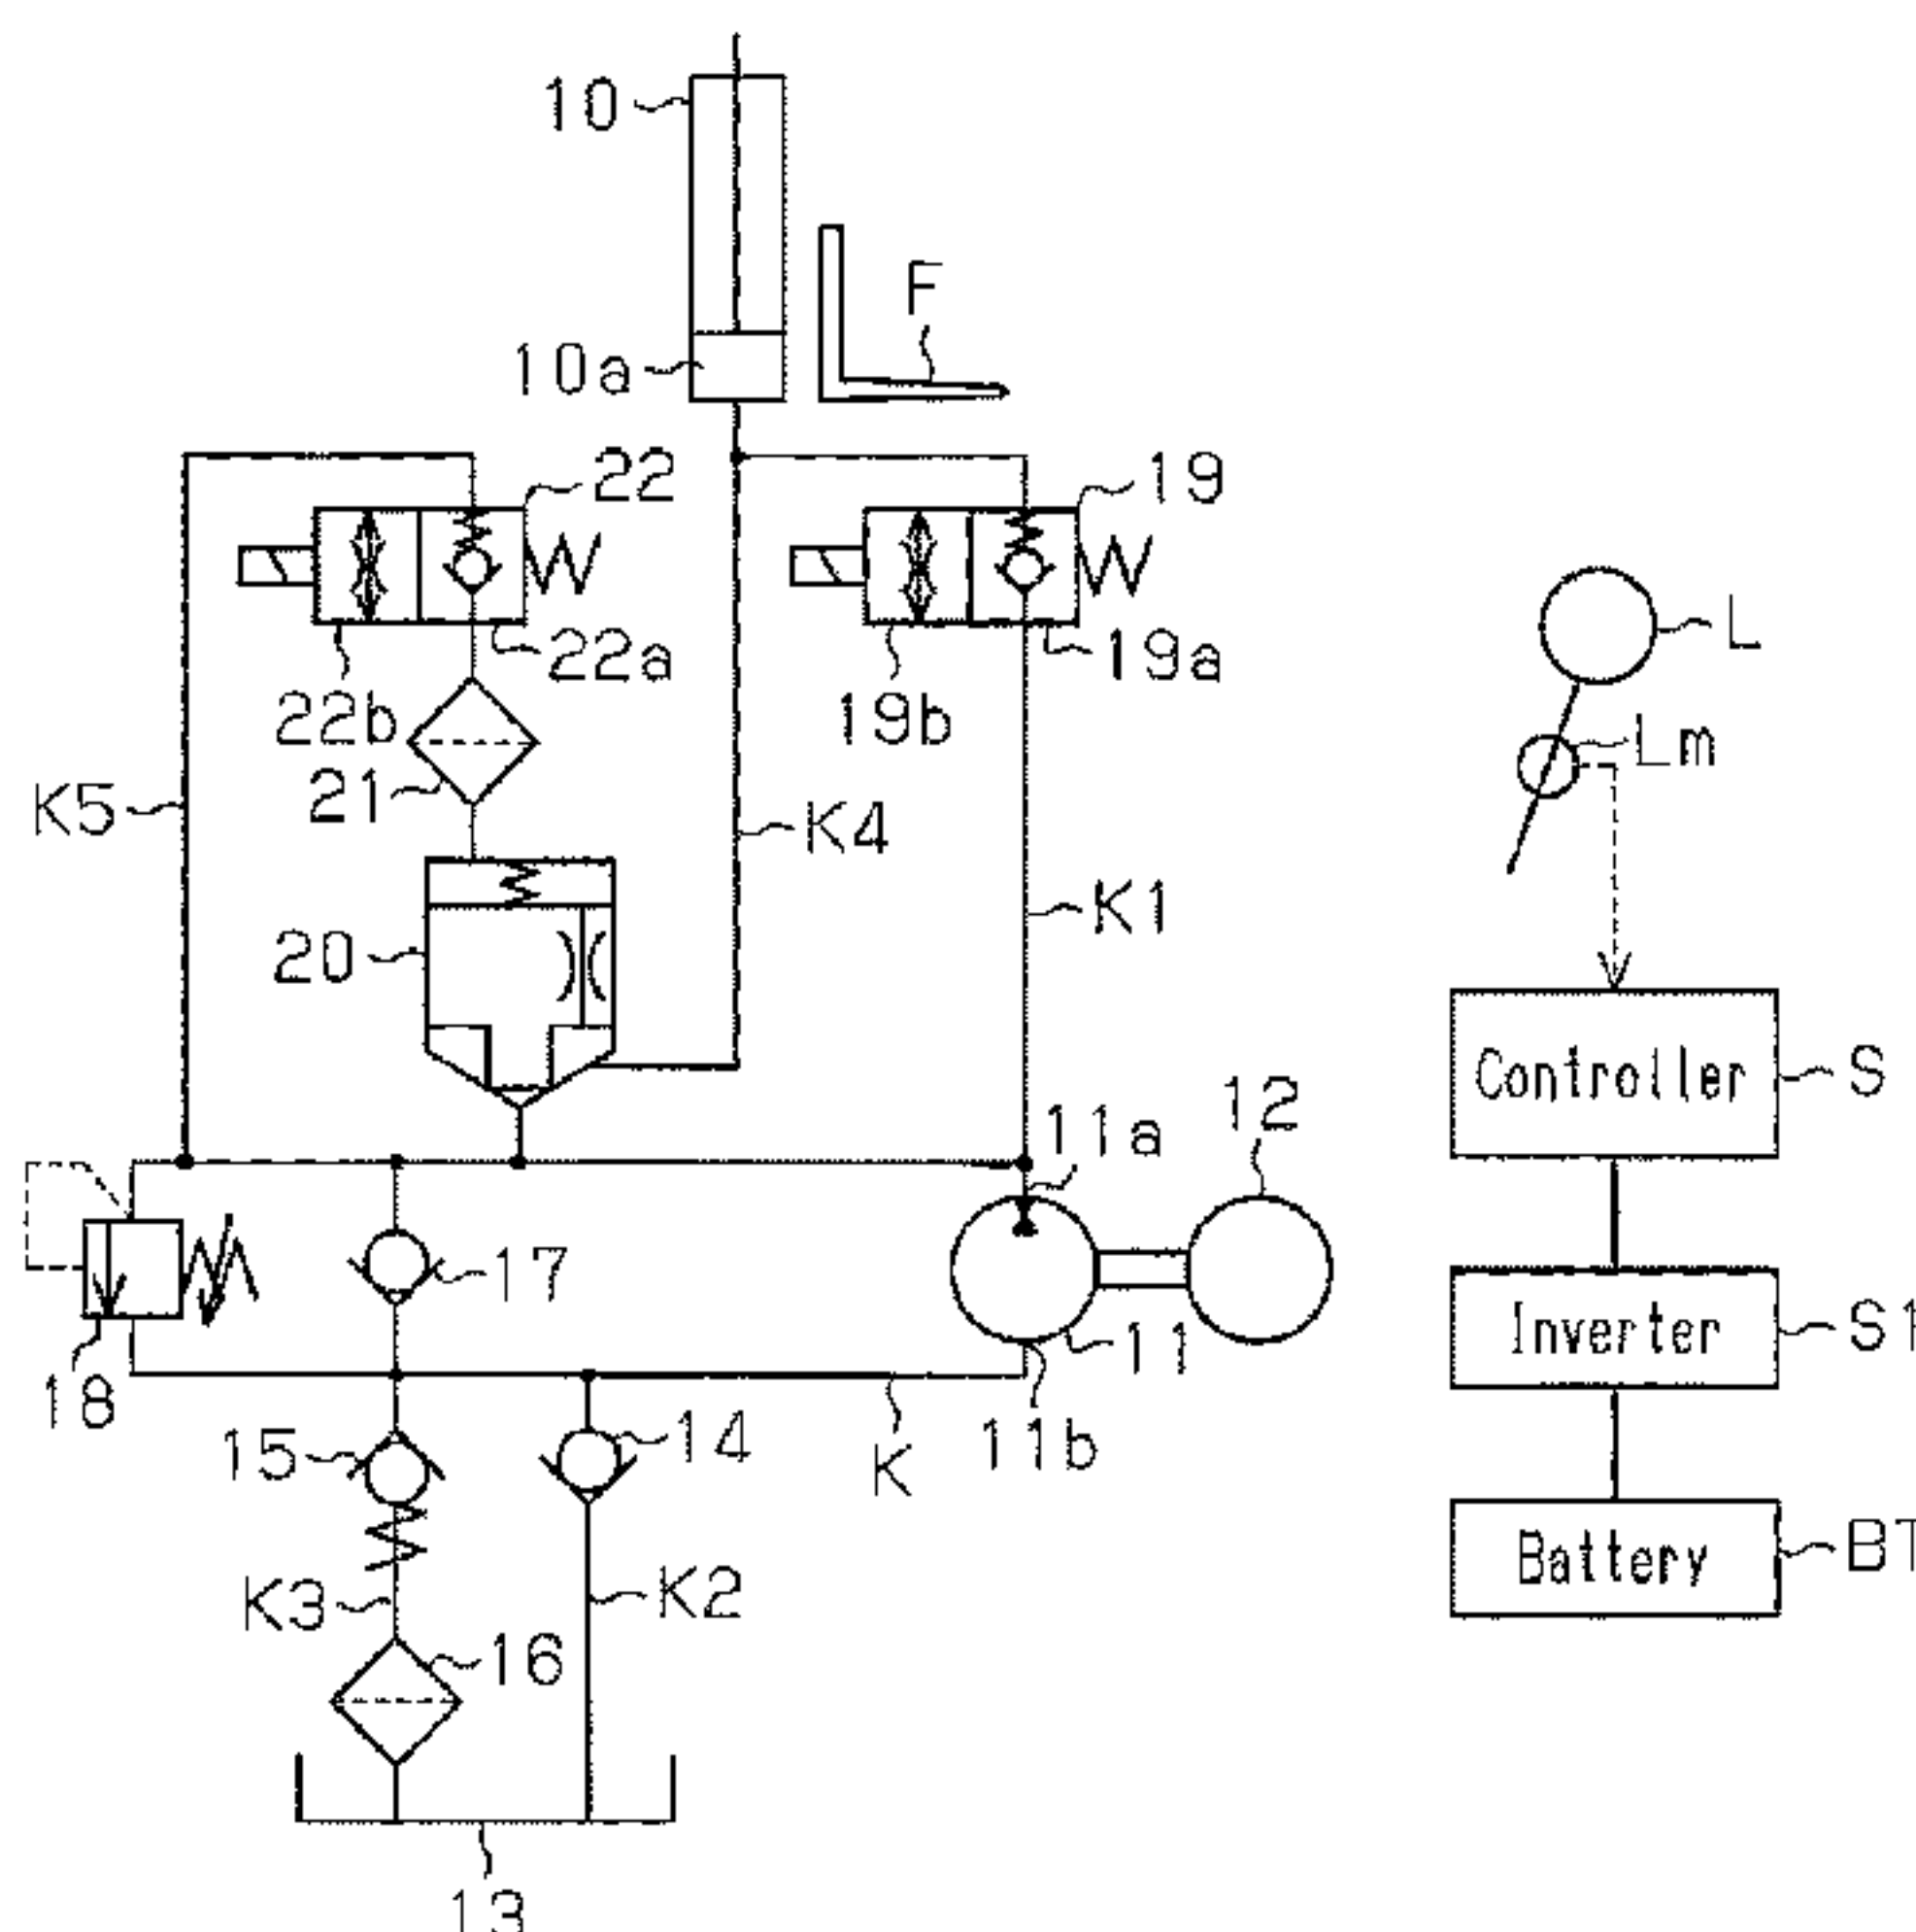 10
F
10a
22
19
22a
19a
22b
19b
L
Lm
21
K5
K4
K1
20
Controller
S
11a
12
17
Inverter
S1
11
18
15
14
11b
K
Battery
BT
K3
K2
16
13